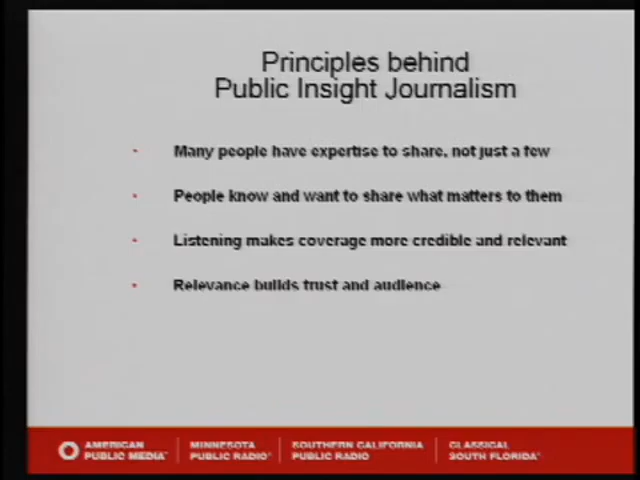 Principles behind
Public Insight Journalism
Many people have expertise to share, not just a few
People know and want to share what matters to them
Listening makes coverage more credible and relevant
Relevance builds trust and audience
AMERICAN PUBLIC MEDIA™
MINNESOTA PUBLIC RADIO®
SOUTHERN CALIFORNIA PUBLIC RADIO
CLASSICAL SOUTH FLORIDA®